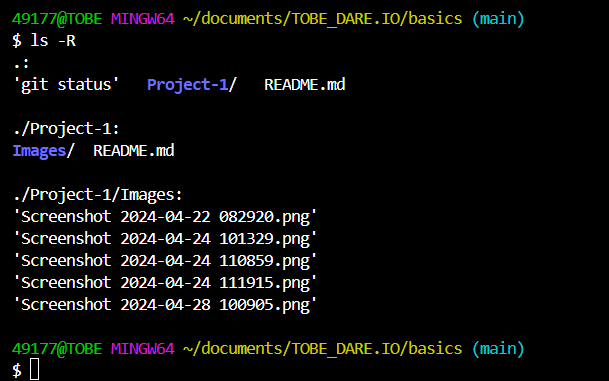 49177@TOBE MINGW64 ~/documents/TOBE_DARE.IO/basics (main)
$ ls -R
.:
'git status'   Project-1/   README.md

./Project-1:
Images/  README.md

./Project-1/Images:
'Screenshot 2024-04-22 082920.png'
'Screenshot 2024-04-24 101329.png'
'Screenshot 2024-04-24 110859.png'
'Screenshot 2024-04-24 111915.png'
'Screenshot 2024-04-28 100905.png'

49177@TOBE MINGW64 ~/documents/TOBE_DARE.IO/basics (main)
$